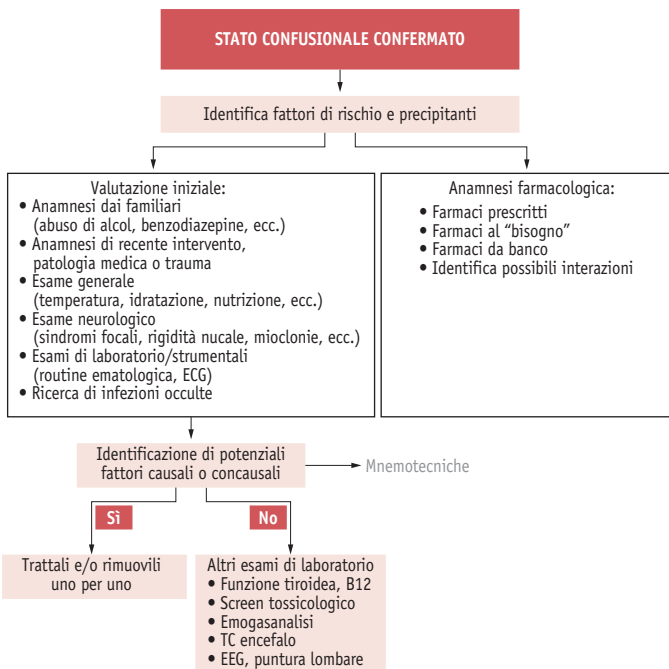 STATO CONFUSIONALE CONFERMATO
Identifica fattori di rischio e precipitanti
Valutazione iniziale:
• Anamnesi dai familiari
(abuso di alcol, benzodiazepine, ecc.)
• Anamnesi di recente intervento,
patologia medica o trauma
• Esame generale
(temperatura, idratazione, nutrizione, ecc.)
• Esame neurologico
(sindromi focali, rigidità nucale, mioclonie, ecc.)
• Esami di laboratorio/strumentali
(routine ematologica, ECG)
• Ricerca di infezioni occulte
Anamnesi farmacologica:
• Farmaci prescritti
• Farmaci al “bisogno”
• Farmaci da banco
• Identifica possibili interazioni
Identificazione di potenziali
fattori causali o concausali
Mnemotecniche
Sì
No
Trattali e/o rimuovili
uno per uno
Altri esami di laboratorio
• Funzione tiroidea, B12
• Screen tossicologico
• Emogasanalisi
• TC encefalo
• EEG, puntura lombare